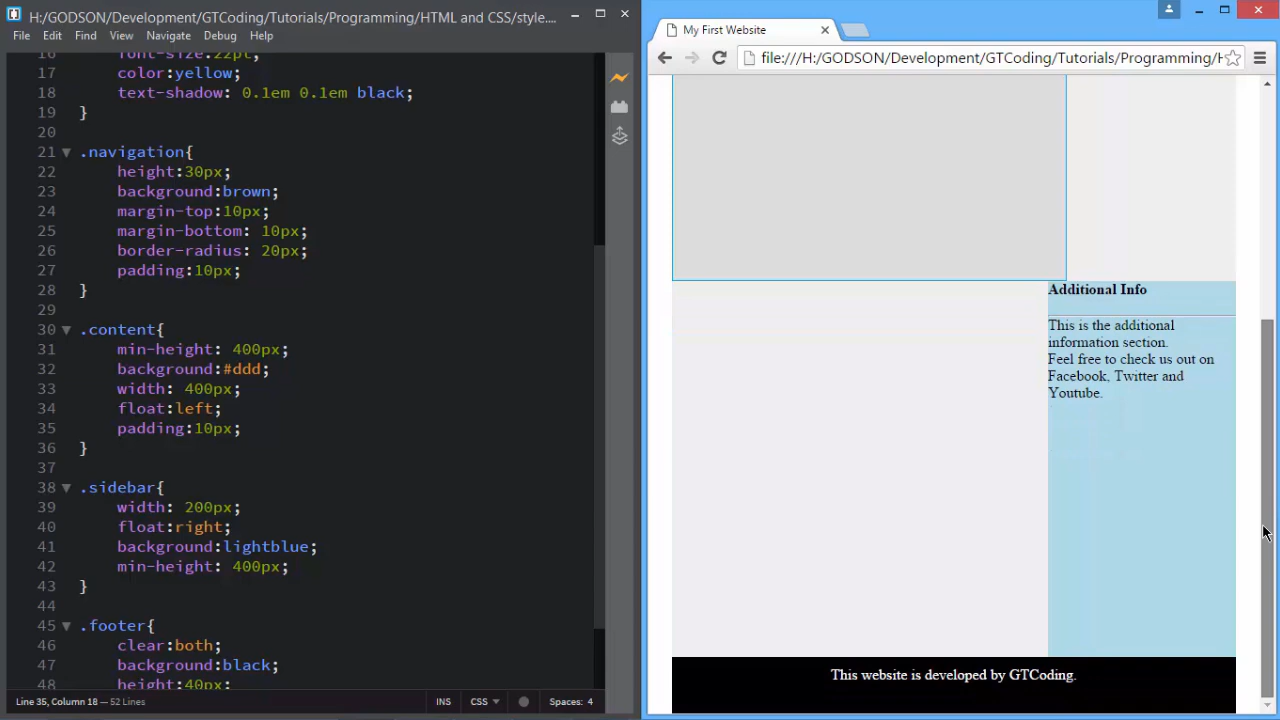 H:/GODSON/Development/GTCoding/Tutorials/Programming/HTML and CSS/style....
File Edit Find View Navigate Debug Help
16 font-size:22pt;
17 color:yellow;
18 text-shadow: 0.1em 0.1em black;
19 }
20
21 .navigation{
22 height:30px;
23 background:brown;
24 margin-top:10px;
25 margin-bottom: 10px;
26 border-radius: 20px;
27 padding:10px;
28 }
29
30 .content{
31 min-height: 400px;
32 background:#ddd;
33 width: 400px;
34 float:left;
35 padding:10px;
36 }
37
38 .sidebar{
39 width: 200px;
40 float:right;
41 background:lightblue;
42 min-height: 400px;
43 }
44
45 .footer{
46 clear:both;
47 background:black;
48 height:40px;
Line 35, Column 18 — 52 Lines
INS CSS Spaces: 4
My First Website
file:///H:/GODSON/Development/GTCoding/Tutorials/Programming/H
Additional Info
This is the additional
information section.
Feel free to check us out on
Facebook, Twitter and
Youtube.
This website is developed by GTCoding.